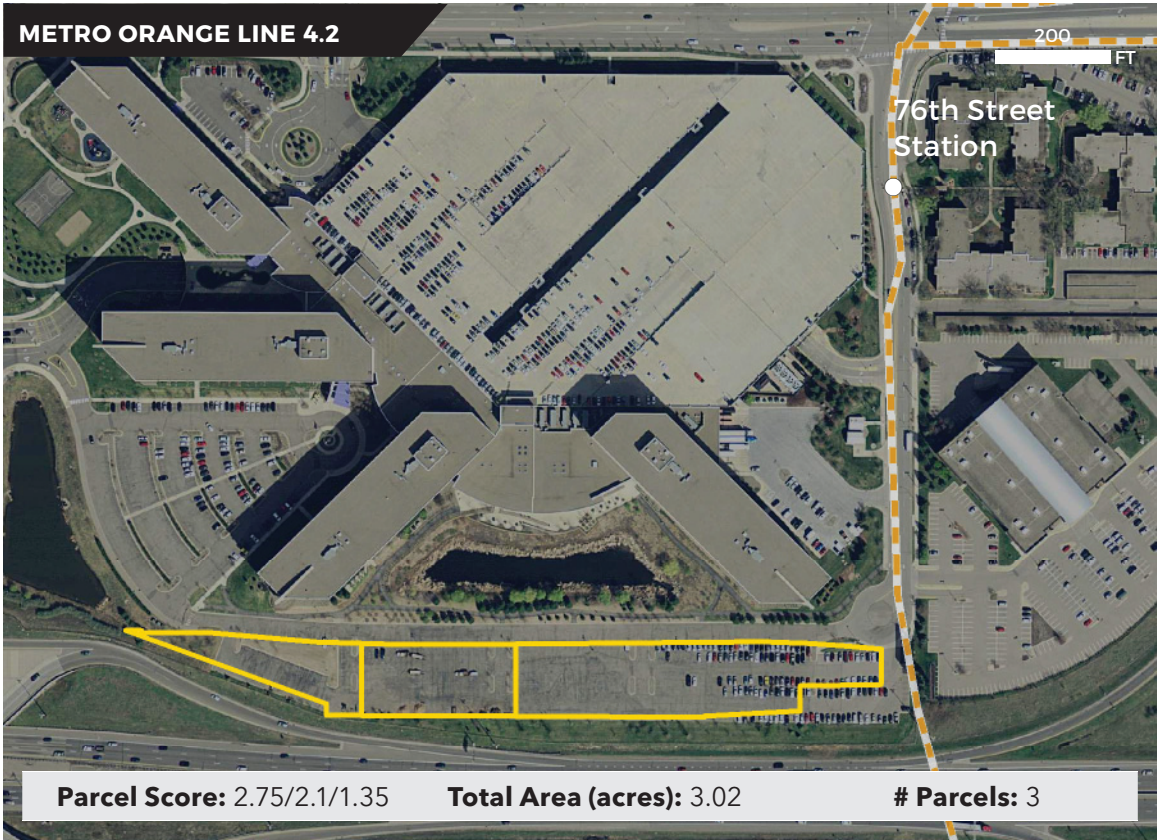 METRO ORANGE LINE 4.2
200
FT
76th Street
Station
Parcel Score: 2.75/2.1/1.35 Total Area (acres): 3.02 # Parcels: 3